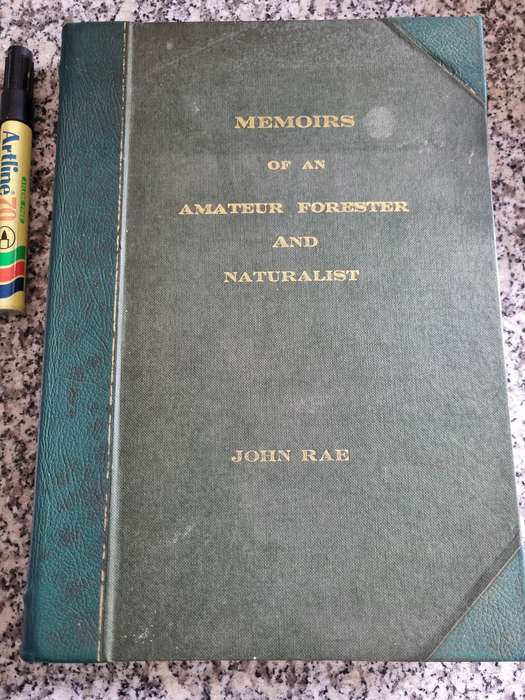 MEMOIRS
OF AN
AMATEUR FORESTER
AND
NATURALIST
JOHN RAE
Artline 70